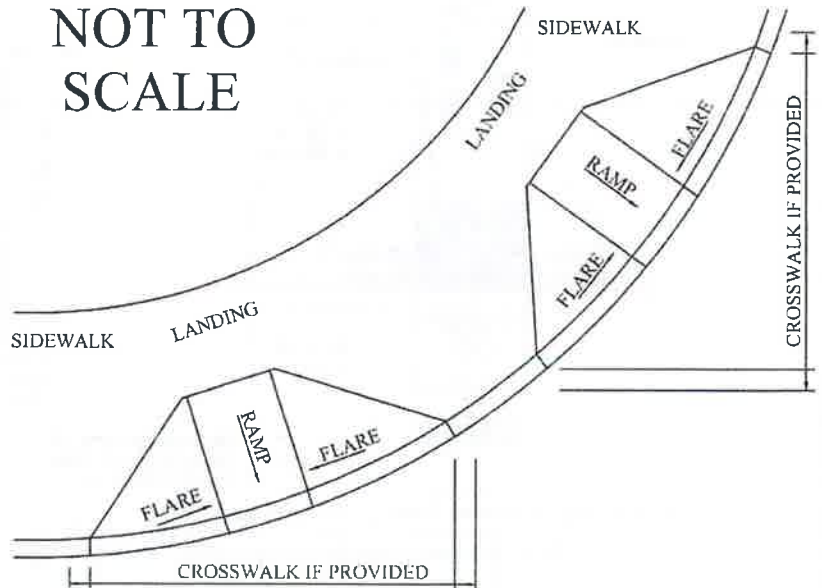 NOT TO
SCALE
SIDEWALK
LANDING
FLARE
RAMP
FLARE
CROSSWALK IF PROVIDED
SIDEWALK
LANDING
RAMP
FLARE
FLARE
CROSSWALK IF PROVIDED